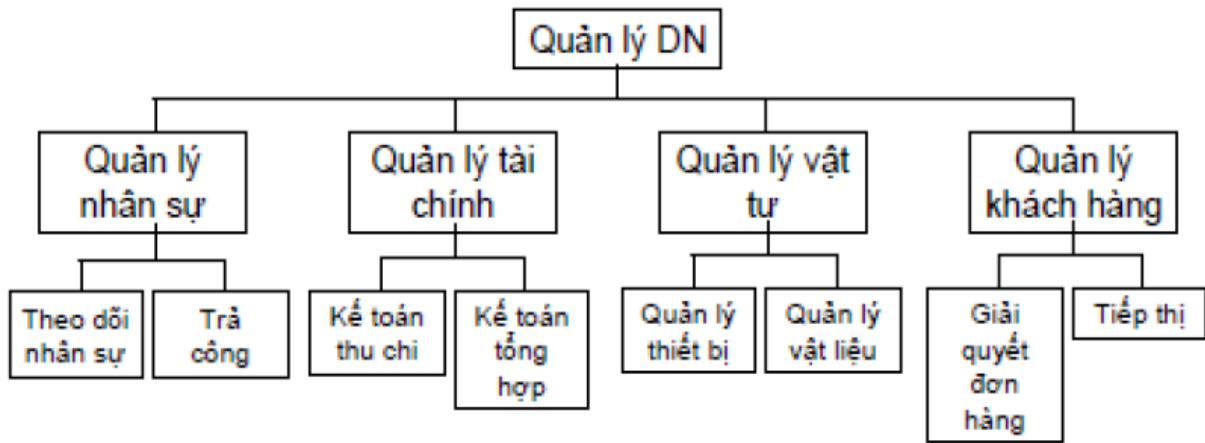 Quản lý DN
Quản lý
nhân sự
Quản lý tài
chính
Quản lý vật
tư
Quản lý
khách hàng
Theo dõi
nhân sự
Trả
công
Kế toán
thu chi
Kế toán
tổng
hợp
Quản lý
thiết bị
Quản lý
vật liệu
Giải
quyết
đơn
hàng
Tiếp thị